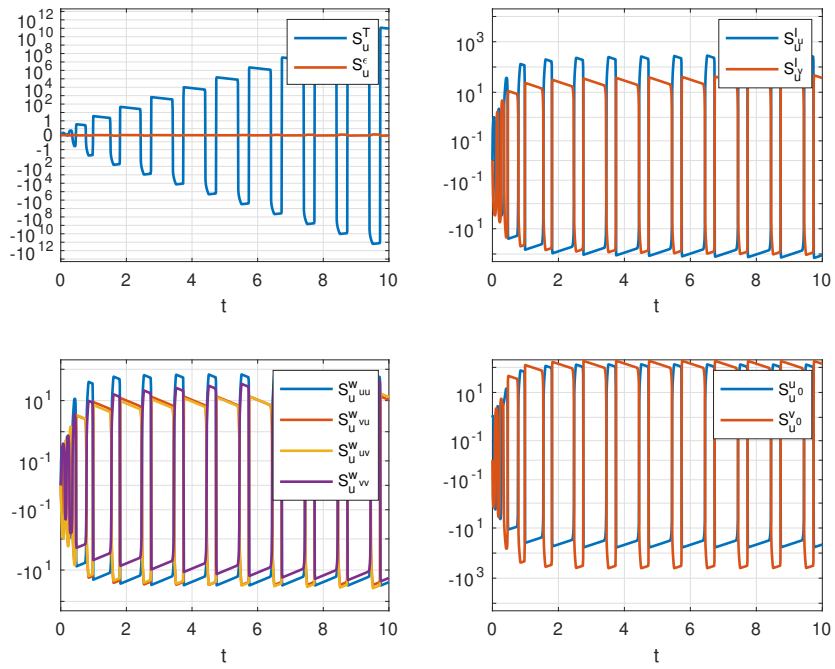 10^12
10^10
10^8
10^6
10^4
10^2
1
0
-1
-10^2
-10^4
-10^6
-10^8
-10^10
-10^12
0 2 4 6 8 10
t
S_u^T
S_u^ϵ
10^3
10^1
10^-1
-10^-1
-10^1
0 2 4 6 8 10
t
S_u^{I_u}
S_u^{I_v}
10^1
10^-1
-10^-1
-10^1
0 2 4 6 8 10
t
S_u^{w_uu}
S_u^{w_vu}
S_u^{w_uv}
S_u^{w_vv}
10^1
10^-1
-10^-1
-10^1
-10^3
0 2 4 6 8 10
t
S_u^{u_0}
S_u^{v_0}